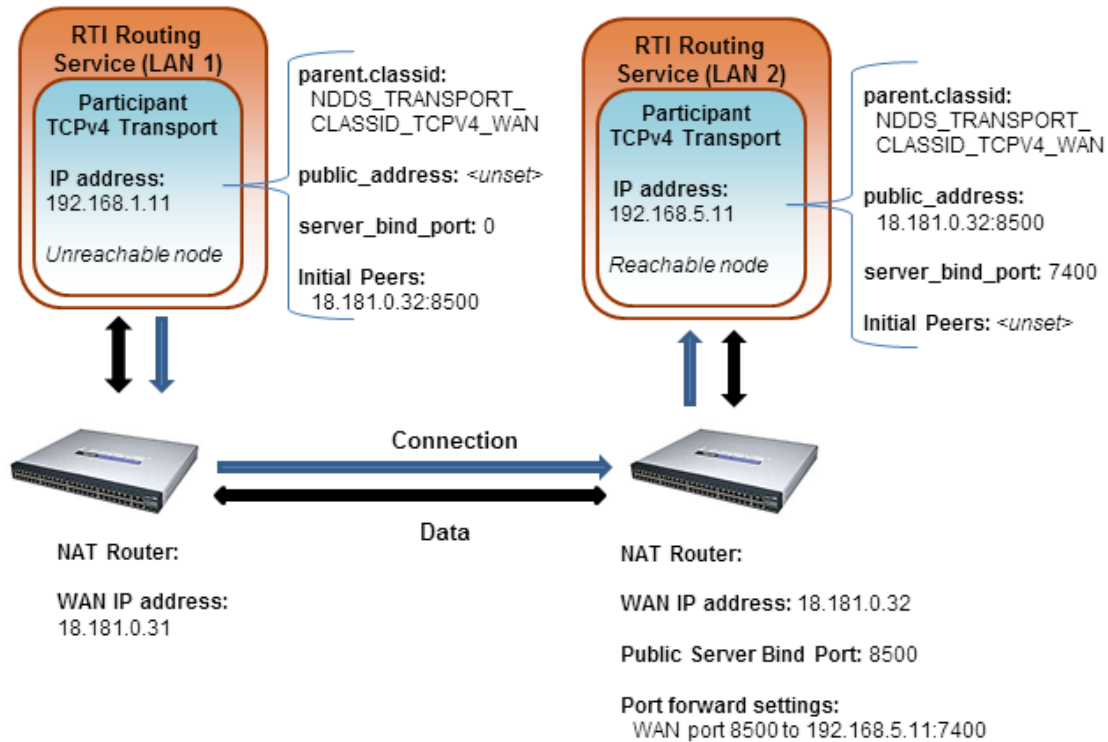 RTI Routing
Service (LAN 1)
Participant
TCPv4 Transport
IP address:
192.168.1.11
Unreachable node
parent.classid:
NDDS_TRANSPORT_
CLASSID_TCPV4_WAN
public_address: <unset>
server_bind_port: 0
Initial Peers:
18.181.0.32:8500
RTI Routing
Service (LAN 2)
Participant
TCPv4 Transport
IP address:
192.168.5.11
Reachable node
parent.classid:
NDDS_TRANSPORT_
CLASSID_TCPV4_WAN
public_address:
18.181.0.32:8500
server_bind_port: 7400
Initial Peers: <unset>
Connection
Data
NAT Router:
WAN IP address:
18.181.0.31
NAT Router:
WAN IP address: 18.181.0.32
Public Server Bind Port: 8500
Port forward settings:
WAN port 8500 to 192.168.5.11:7400